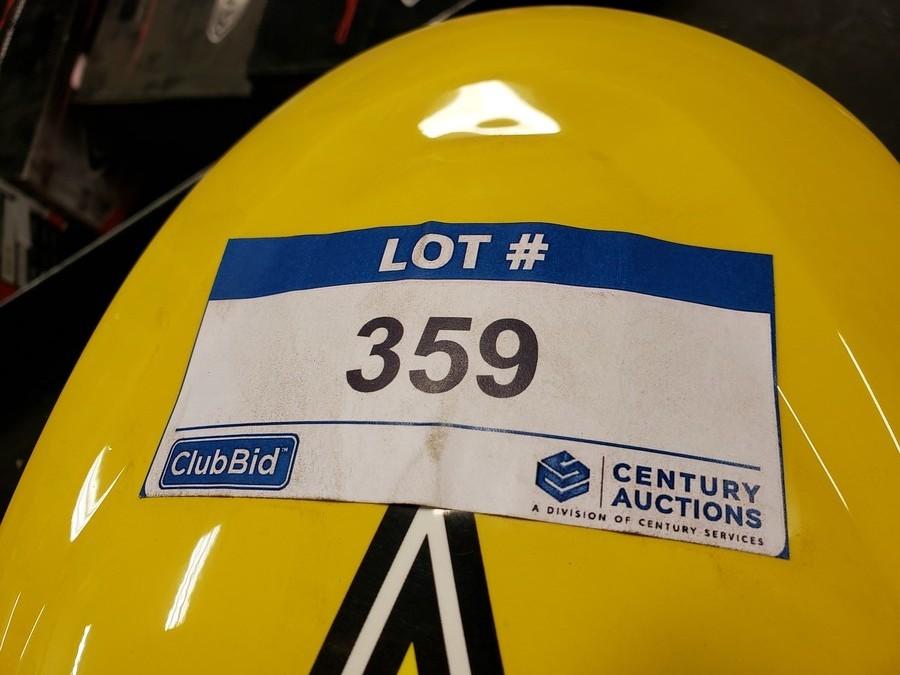 LOT #
359
ClubBid™
CENTURY
AUCTIONS
A DIVISION OF CENTURY SERVICES